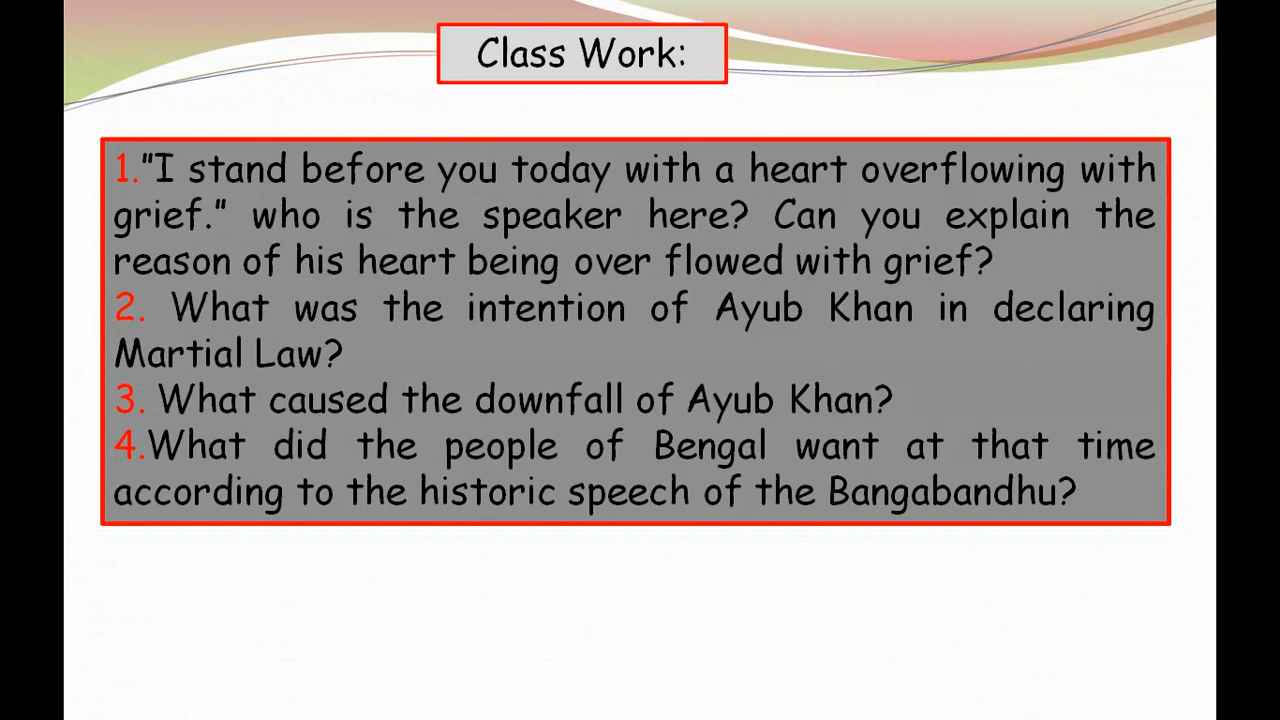 Class Work:
1."I stand before you today with a heart overflowing with
grief." who is the speaker here? Can you explain the
reason of his heart being over flowed with grief?
2. What was the intention of Ayub Khan in declaring
Martial Law?
3. What caused the downfall of Ayub Khan?
4.What did the people of Bengal want at that time
according to the historic speech of the Bangabandhu?